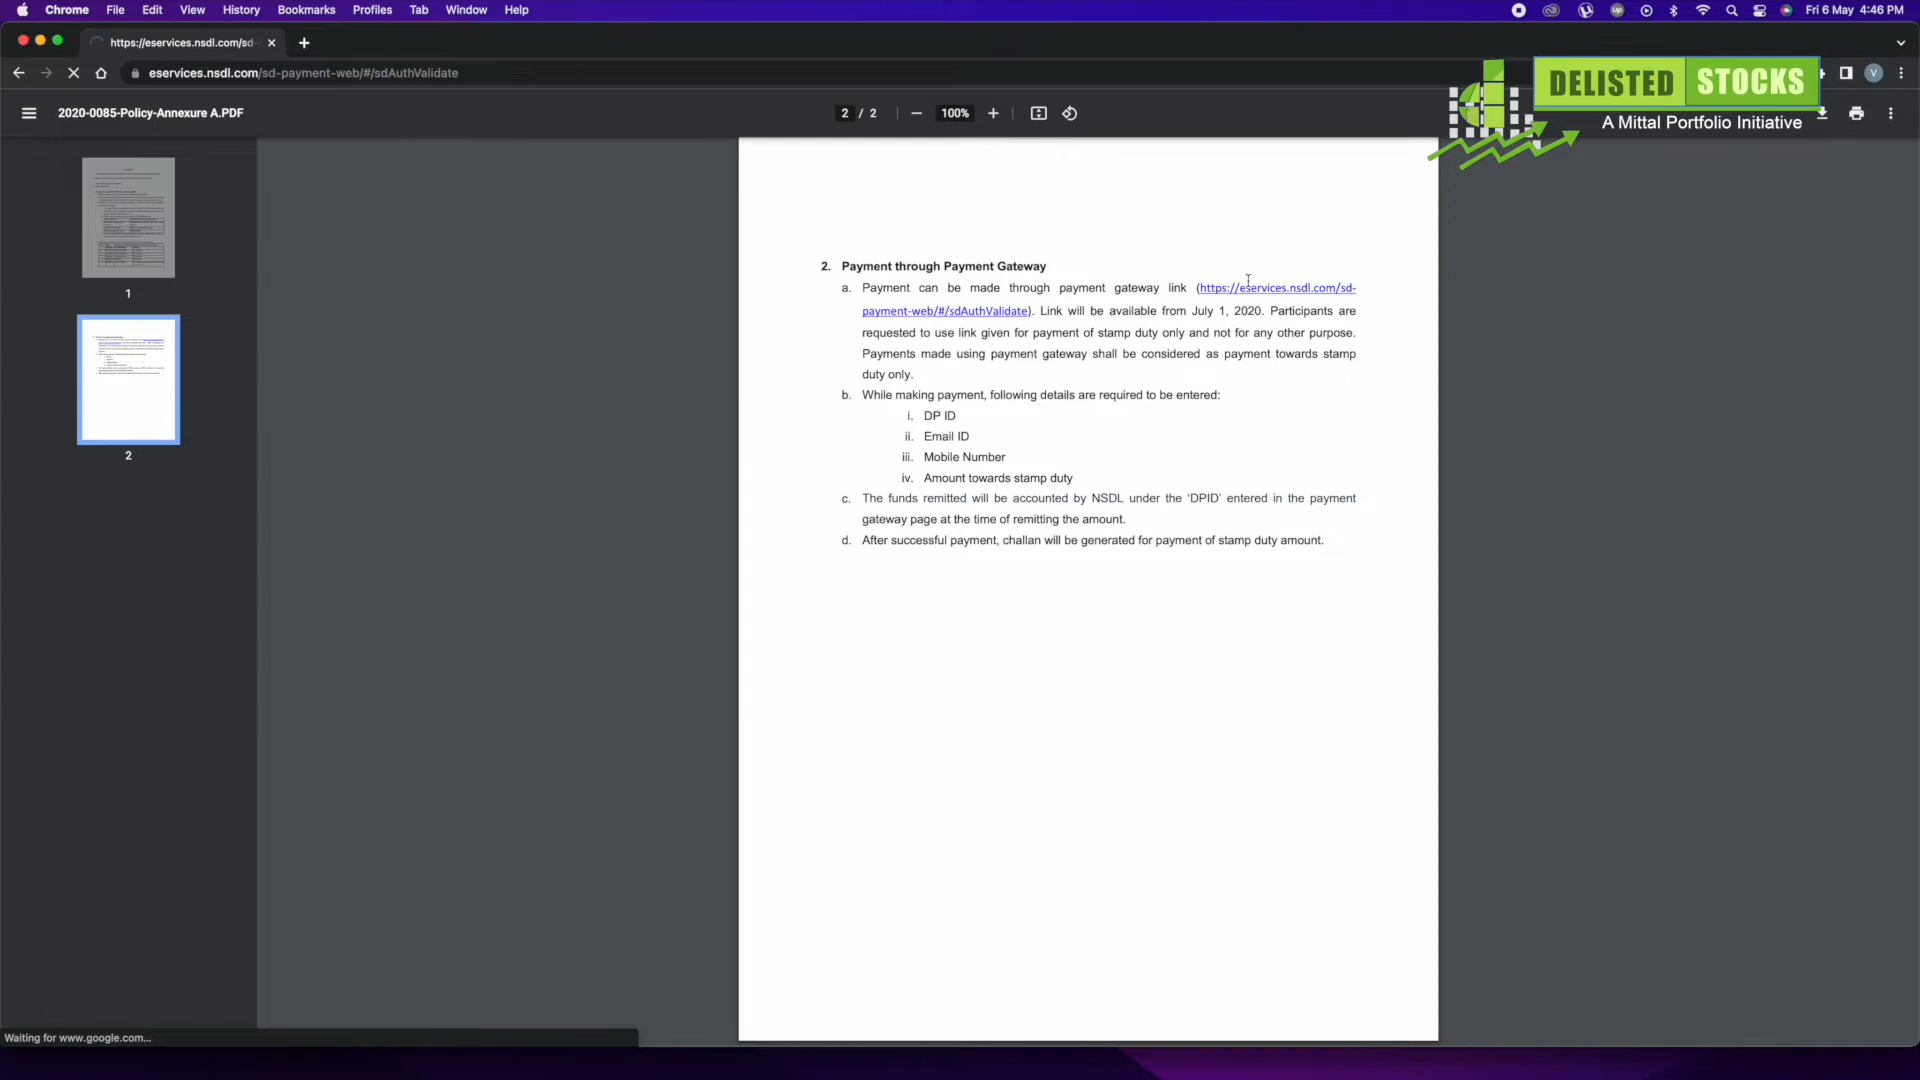 Chrome File Edit View History Bookmarks Profiles Tab Window Help
Fri 6 May 4:46 PM
https://eservices.nsdl.com/sd-
eservices.nsdl.com/sd-payment-web/#/sdAuthValidate
V
DELISTED STOCKS
A Mittal Portfolio Initiative
2020-0085-Policy-Annexure A.PDF
2 / 2
100%
1
2
2. Payment through Payment Gateway
a. Payment can be made through payment gateway link (https://eservices.nsdl.com/sd-
payment-web/#/sdAuthValidate). Link will be available from July 1, 2020. Participants are
requested to use link given for payment of stamp duty only and not for any other purpose.
Payments made using payment gateway shall be considered as payment towards stamp
duty only.
b. While making payment, following details are required to be entered:
i. DP ID
ii. Email ID
iii. Mobile Number
iv. Amount towards stamp duty
c. The funds remitted will be accounted by NSDL under the ‘DPID’ entered in the payment
gateway page at the time of remitting the amount.
d. After successful payment, challan will be generated for payment of stamp duty amount.
Waiting for www.google.com...